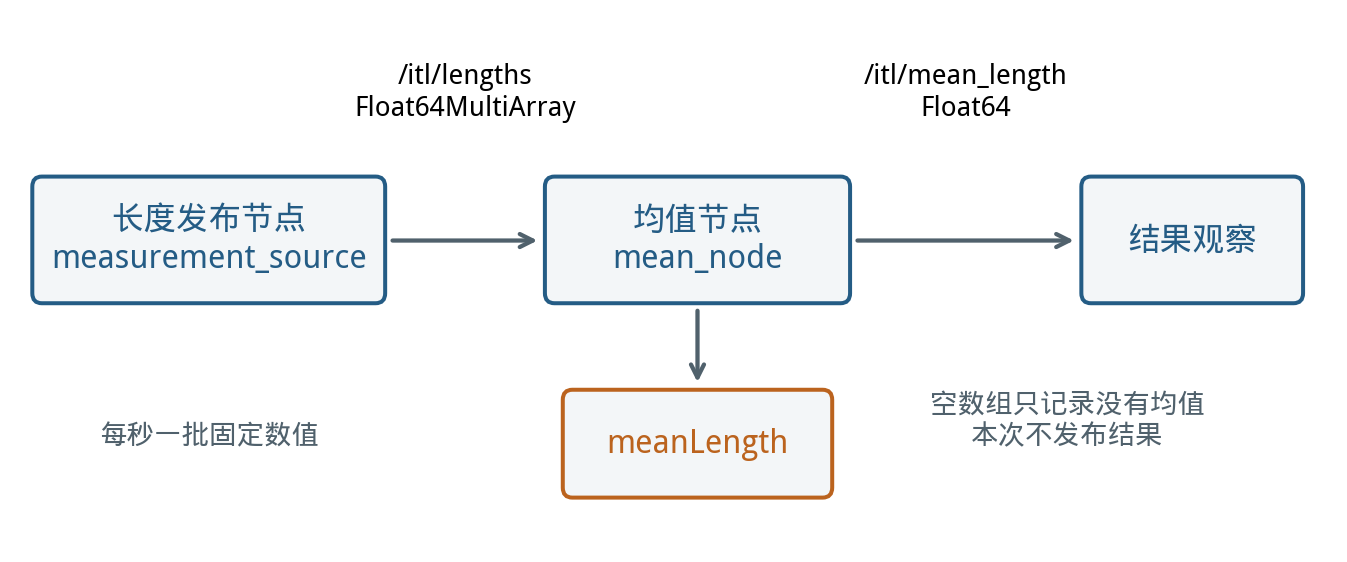 /itl/lengths
Float64MultiArray
/itl/mean_length
Float64
长度发布节点
measurement_source
均值节点
mean_node
结果观察
meanLength
每秒一批固定数值
空数组只记录没有均值
本次不发布结果